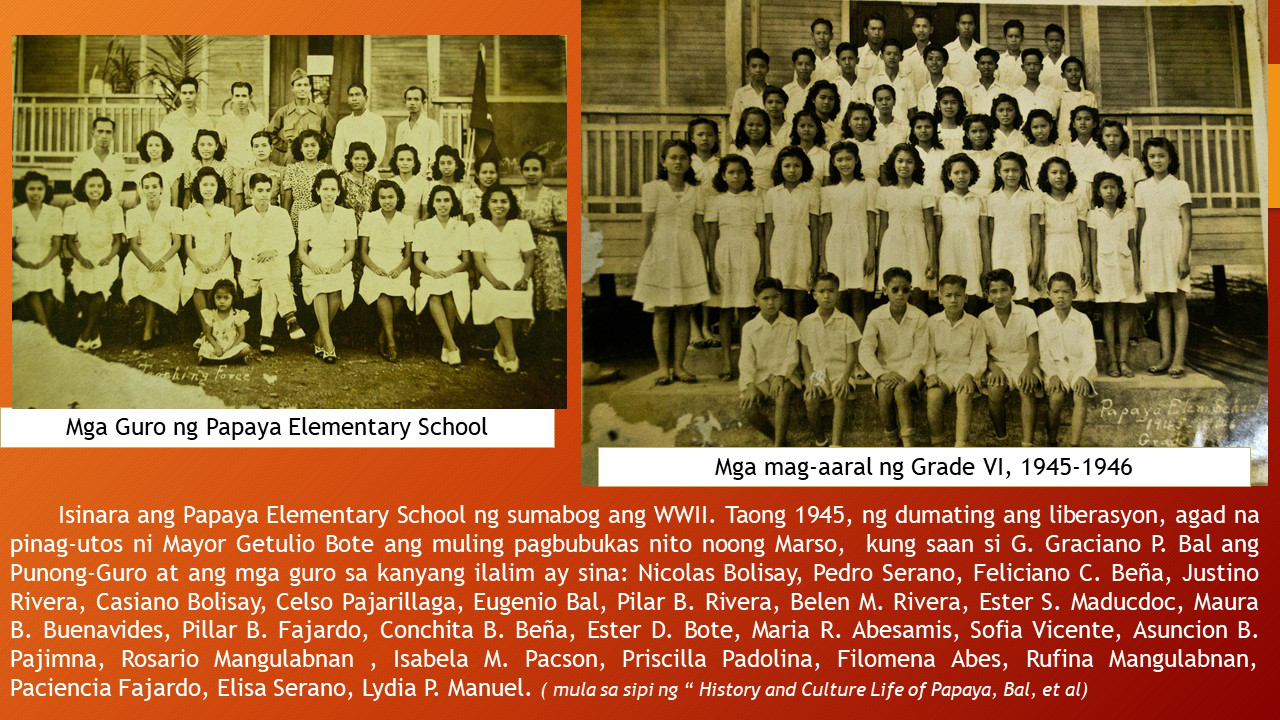 Teaching Force
Mga Guro ng Papaya Elementary School
Papaya Elem School
1945-1946
Grade
Mga mag-aaral ng Grade VI, 1945-1946
Isinara ang Papaya Elementary School ng sumabog ang WWII. Taong 1945, ng dumating ang liberasyon, agad na
pinag-utos ni Mayor Getulio Bote ang muling pagbubukas nito noong Marso, kung saan si G. Graciano P. Bal ang
Punong-Guro at ang mga guro sa kanyang ilalim ay sina: Nicolas Bolisay, Pedro Serano, Feliciano C. Beña, Justino
Rivera, Casiano Bolisay, Celso Pajarillaga, Eugenio Bal, Pilar B. Rivera, Belen M. Rivera, Ester S. Maducdoc, Maura
B. Buenavides, Pillar B. Fajardo, Conchita B. Beña, Ester D. Bote, Maria R. Abesamis, Sofia Vicente, Asuncion B.
Pajimna, Rosario Mangulabnan , Isabela M. Pacson, Priscilla Padolina, Filomena Abes, Rufina Mangulabnan,
Paciencia Fajardo, Elisa Serano, Lydia P. Manuel. ( mula sa sipi ng “ History and Culture Life of Papaya, Bal, et al)